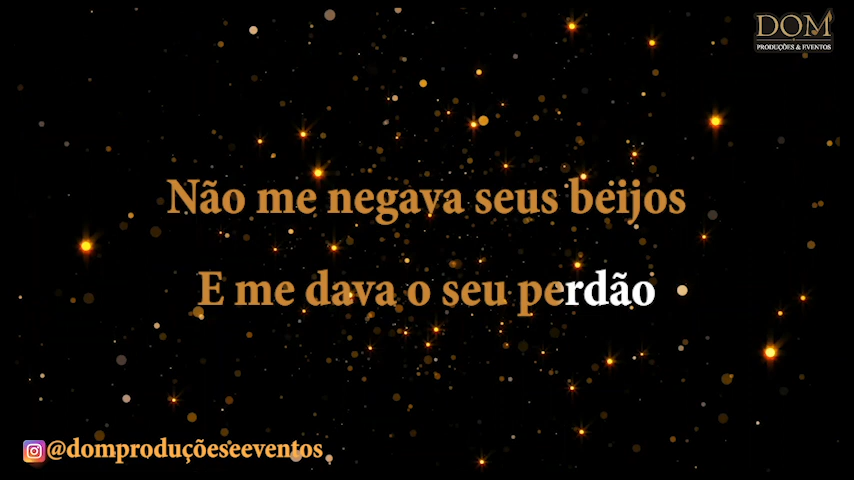 DOM
PRODUÇÕES & EVENTOS
Não me negava seus beijos
E me dava o seu perdão
@domproduçõeseeventos